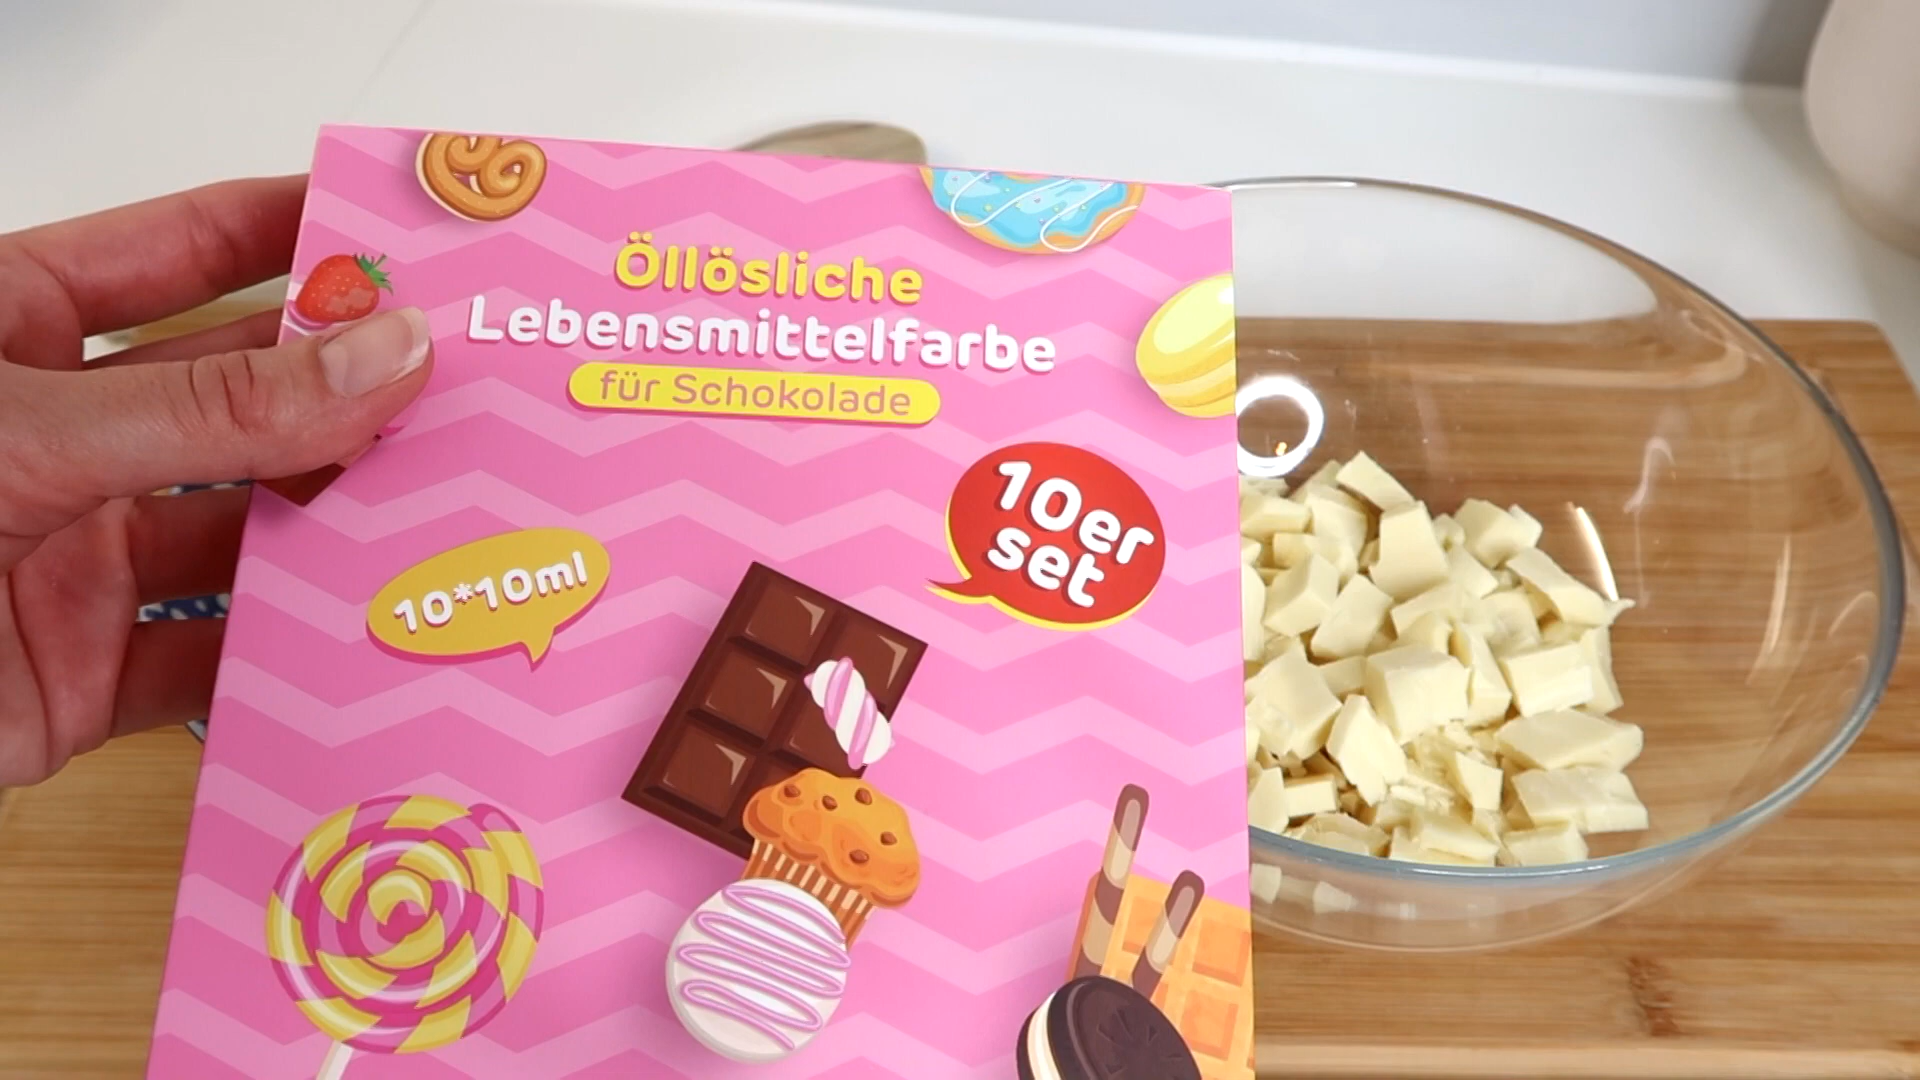 Öllösliche
Lebensmittelfarbe
für Schokolade
10er
set
10*10ml